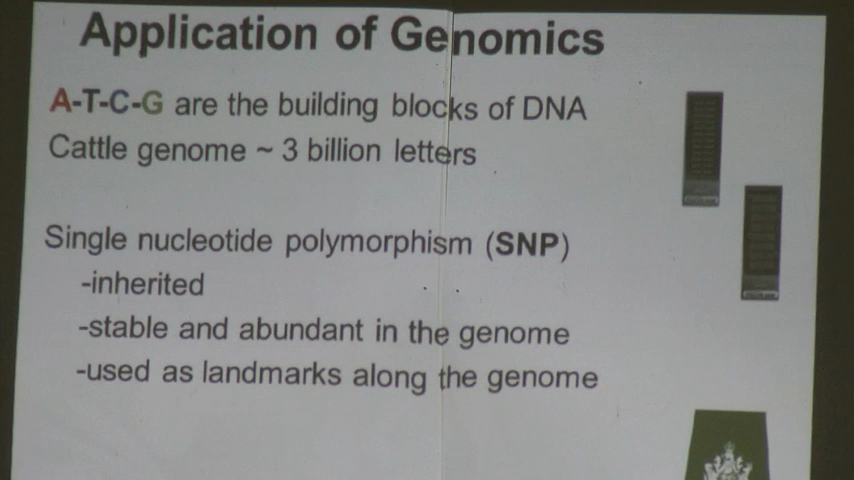 Application of Genomics
A-T-C-G are the building blocks of DNA
Cattle genome ~ 3 billion letters
Single nucleotide polymorphism (SNP)
-inherited
-stable and abundant in the genome
-used as landmarks along the genome